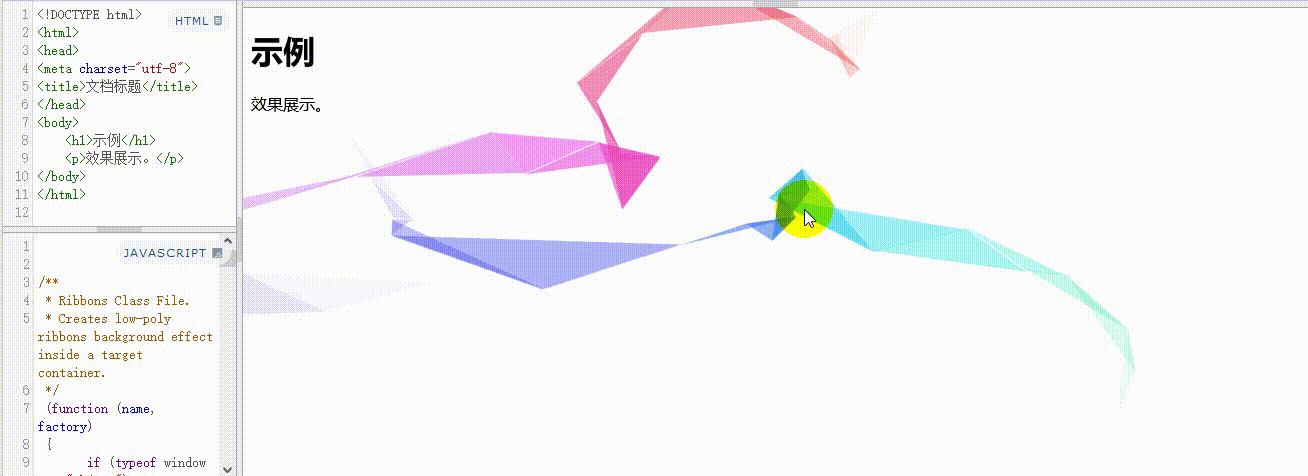 HTML
1 <!DOCTYPE html>
2 <html>
3 <head>
4 <meta charset="utf-8">
5 <title>文档标题</title>
6 </head>
7 <body>
8 <h1>示例</h1>
9 <p>效果展示。</p>
10 </body>
11 </html>
12
JAVASCRIPT
1
2
3 /**
4 * Ribbons Class File.
5 * Creates low-poly
ribbons background effect
inside a target
container.
6 */
7 (function (name,
factory)
8 {
9 if (typeof window
示例
效果展示。